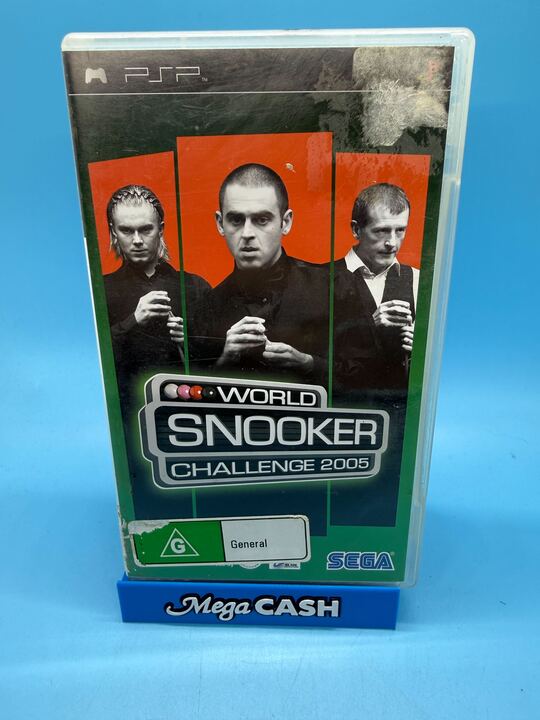 PSP
WORLD
SNOOKER
CHALLENGE 2005
G
General
SEGA
Mega CASH